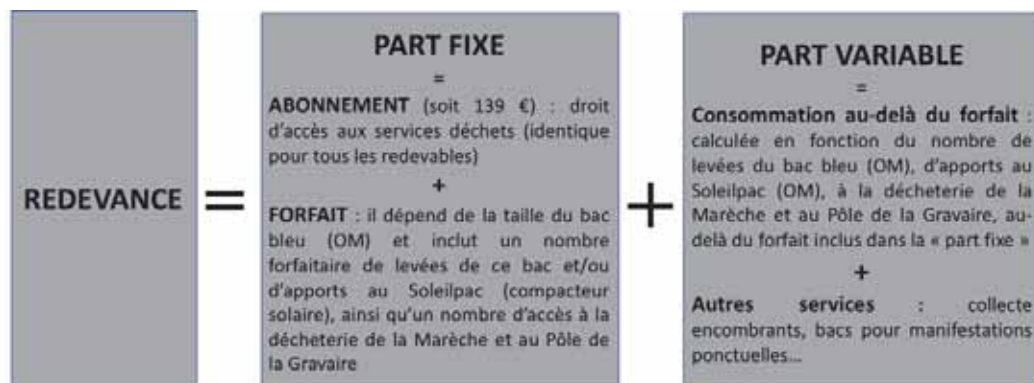 REDEVANCE
=
PART FIXE
=
ABONNEMENT (soit 139 €) : droit
d'accès aux services déchets (identique
pour tous les redevables)
+
FORFAIT : il dépend de la taille du bac
bleu (OM) et inclut un nombre
forfaitaire de levées de ce bac et/ou
d'apports au Soleilpac (compacteur
solaire), ainsi qu'un nombre d'accès à la
décheterie de la Marèche et au Pôle de
la Gravaire
+
PART VARIABLE
=
Consommation au-delà du forfait :
calculée en fonction du nombre de
levées du bac bleu (OM), d'apports au
Soleilpac (OM), à la décheterie de la
Marèche et au Pôle de la Gravaire, au-
delà du forfait inclus dans la « part fixe »
+
Autres services : collecte
encombrants, bacs pour manifestations
ponctuelles...